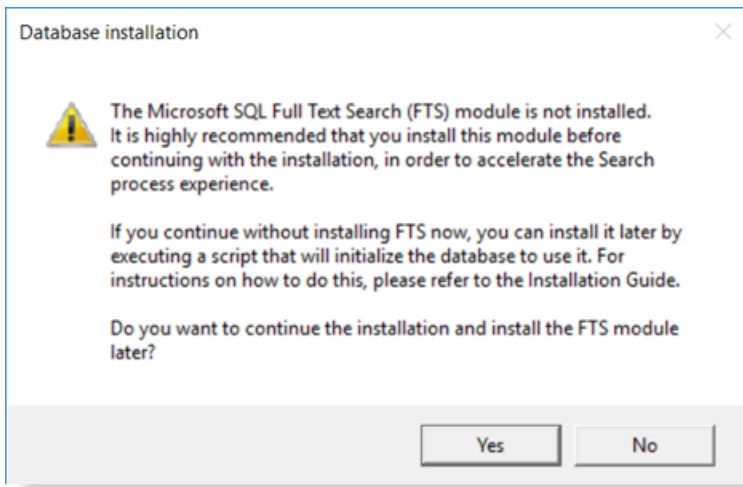 Database installation
The Microsoft SQL Full Text Search (FTS) module is not installed.
It is highly recommended that you install this module before
continuing with the installation, in order to accelerate the Search
process experience.
If you continue without installing FTS now, you can install it later by
executing a script that will initialize the database to use it. For
instructions on how to do this, please refer to the Installation Guide.
Do you want to continue the installation and install the FTS module
later?
Yes No